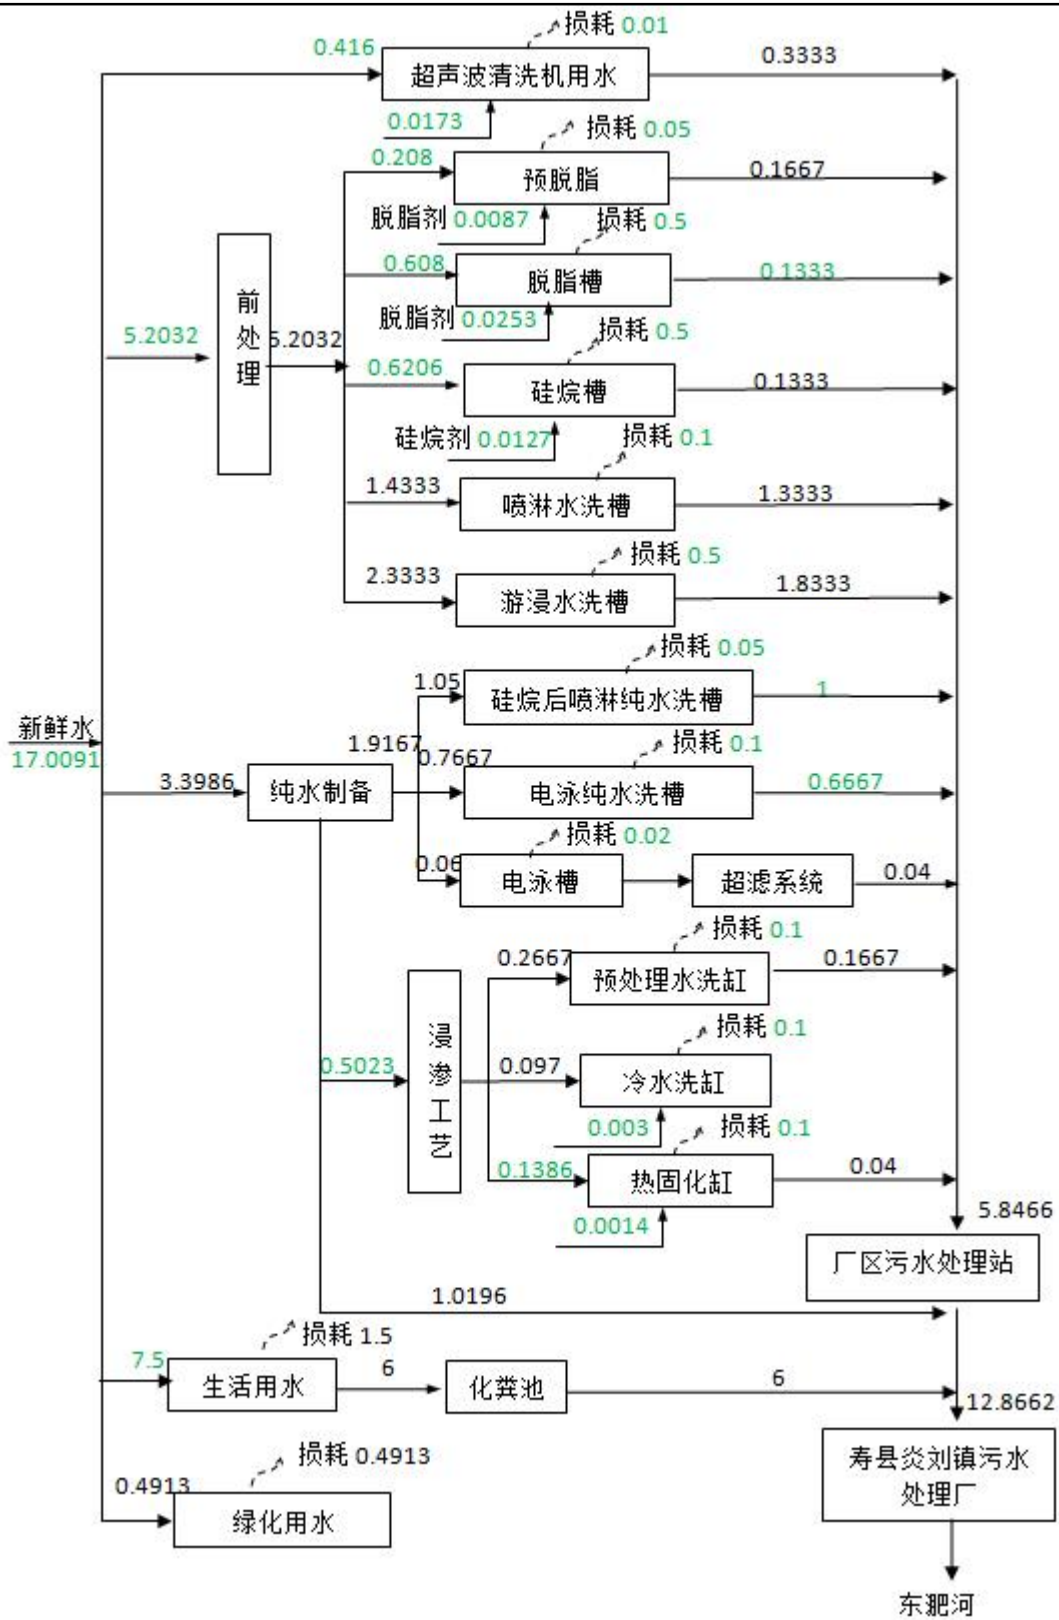 损耗 0.01
0.416
超声波清洗机用水
0.3333
0.0173
损耗 0.05
0.208
预脱脂
0.1667
脱脂剂 0.0087
损耗 0.5
0.608
脱脂槽
0.1333
脱脂剂 0.0253
前处理
5.2032
5.2032
损耗 0.5
0.6206
硅烷槽
0.1333
硅烷剂 0.0127
损耗 0.1
1.4333
喷淋水洗槽
1.3333
损耗 0.5
2.3333
游浸水洗槽
1.8333
损耗 0.05
1.05
硅烷后喷淋纯水洗槽
1
新鲜水
17.0091
3.3986
纯水制备
1.9167
损耗 0.1
0.7667
电泳纯水洗槽
0.6667
损耗 0.02
0.06
电泳槽
超滤系统
0.04
损耗 0.1
0.2667
预处理水洗缸
0.1667
0.5023
浸渗工艺
损耗 0.1
0.097
冷水洗缸
0.003
损耗 0.1
0.1386
热固化缸
0.04
0.0014
5.8466
厂区污水处理站
1.0196
损耗 1.5
7.5
生活用水
6
化粪池
6
12.8662
损耗 0.4913
0.4913
绿化用水
寿县炎刘镇污水
处理厂
东淝河